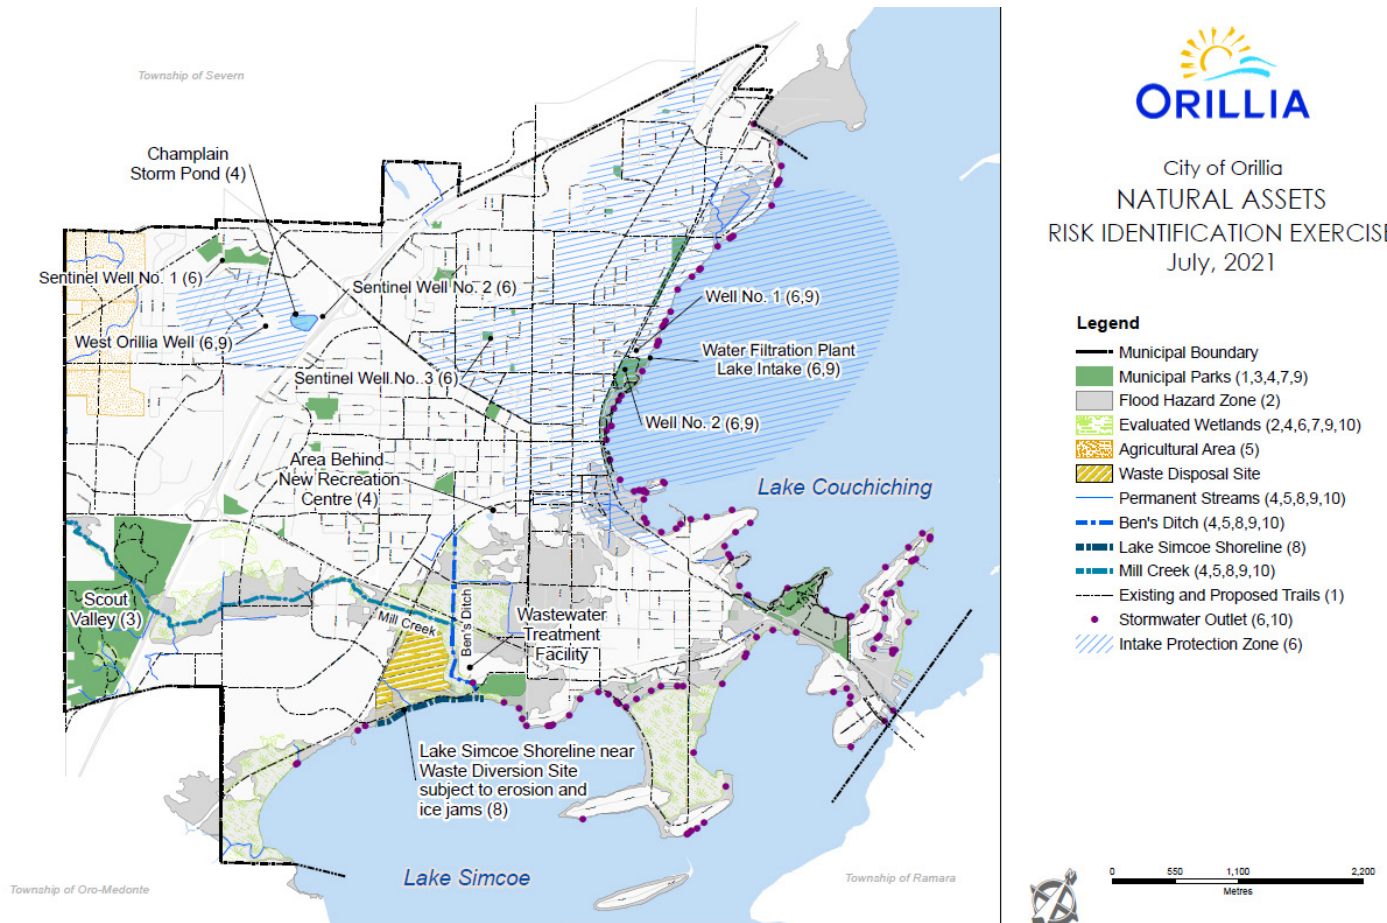 Township of Severn
Champlain
Storm Pond (4)
Sentinel Well No. 1 (6)
Sentinel Well No. 2 (6)
West Orillia Well (6,9)
Sentinel Well No. 3 (6)
Well No. 1 (6,9)
Water Filtration Plant
Lake Intake (6,9)
Well No. 2 (6,9)
Area Behind
New Recreation
Centre (4)
Lake Couchiching
Scout
Valley (3)
Mill Creek
Ben's Ditch
Wastewater
Treatment
Facility
Lake Simcoe Shoreline near
Waste Diversion Site
subject to erosion and
ice jams (8)
Lake Simcoe
Township of Oro-Medonte
Township of Ramara
ORILLIA
City of Orillia
NATURAL ASSETS
RISK IDENTIFICATION EXERCISE
July, 2021
Legend
Municipal Boundary
Municipal Parks (1,3,4,7,9)
Flood Hazard Zone (2)
Evaluated Wetlands (2,4,6,7,9,10)
Agricultural Area (5)
Waste Disposal Site
Permanent Streams (4,5,8,9,10)
Ben's Ditch (4,5,8,9,10)
Lake Simcoe Shoreline (8)
Mill Creek (4,5,8,9,10)
Existing and Proposed Trails (1)
Stormwater Outlet (6,10)
Intake Protection Zone (6)
0 550 1,100 2,200
Metres